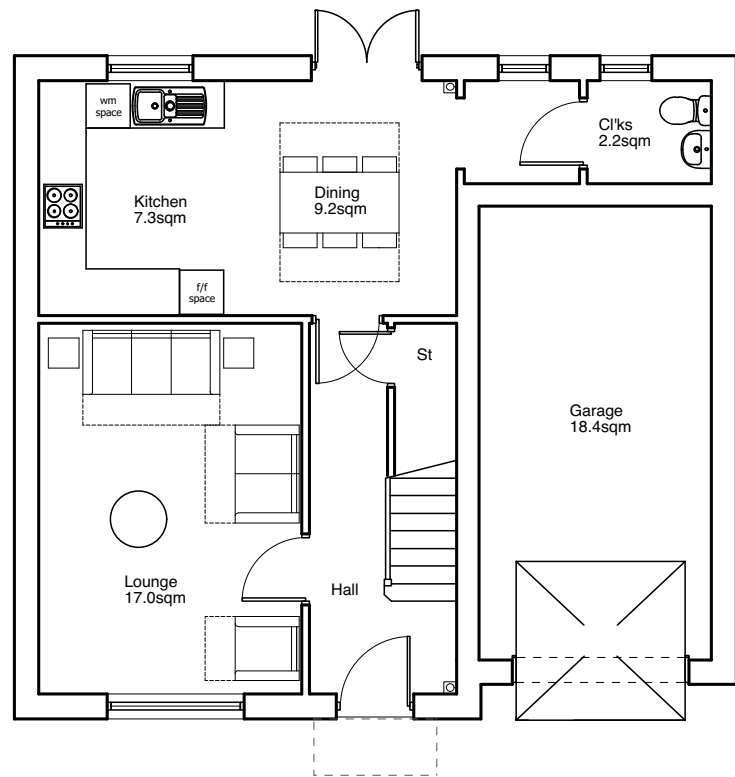 wm
space
Cl'ks
2.2sqm
Kitchen
7.3sqm
Dining
9.2sqm
f/f
space
St
Garage
18.4sqm
Lounge
17.0sqm
Hall